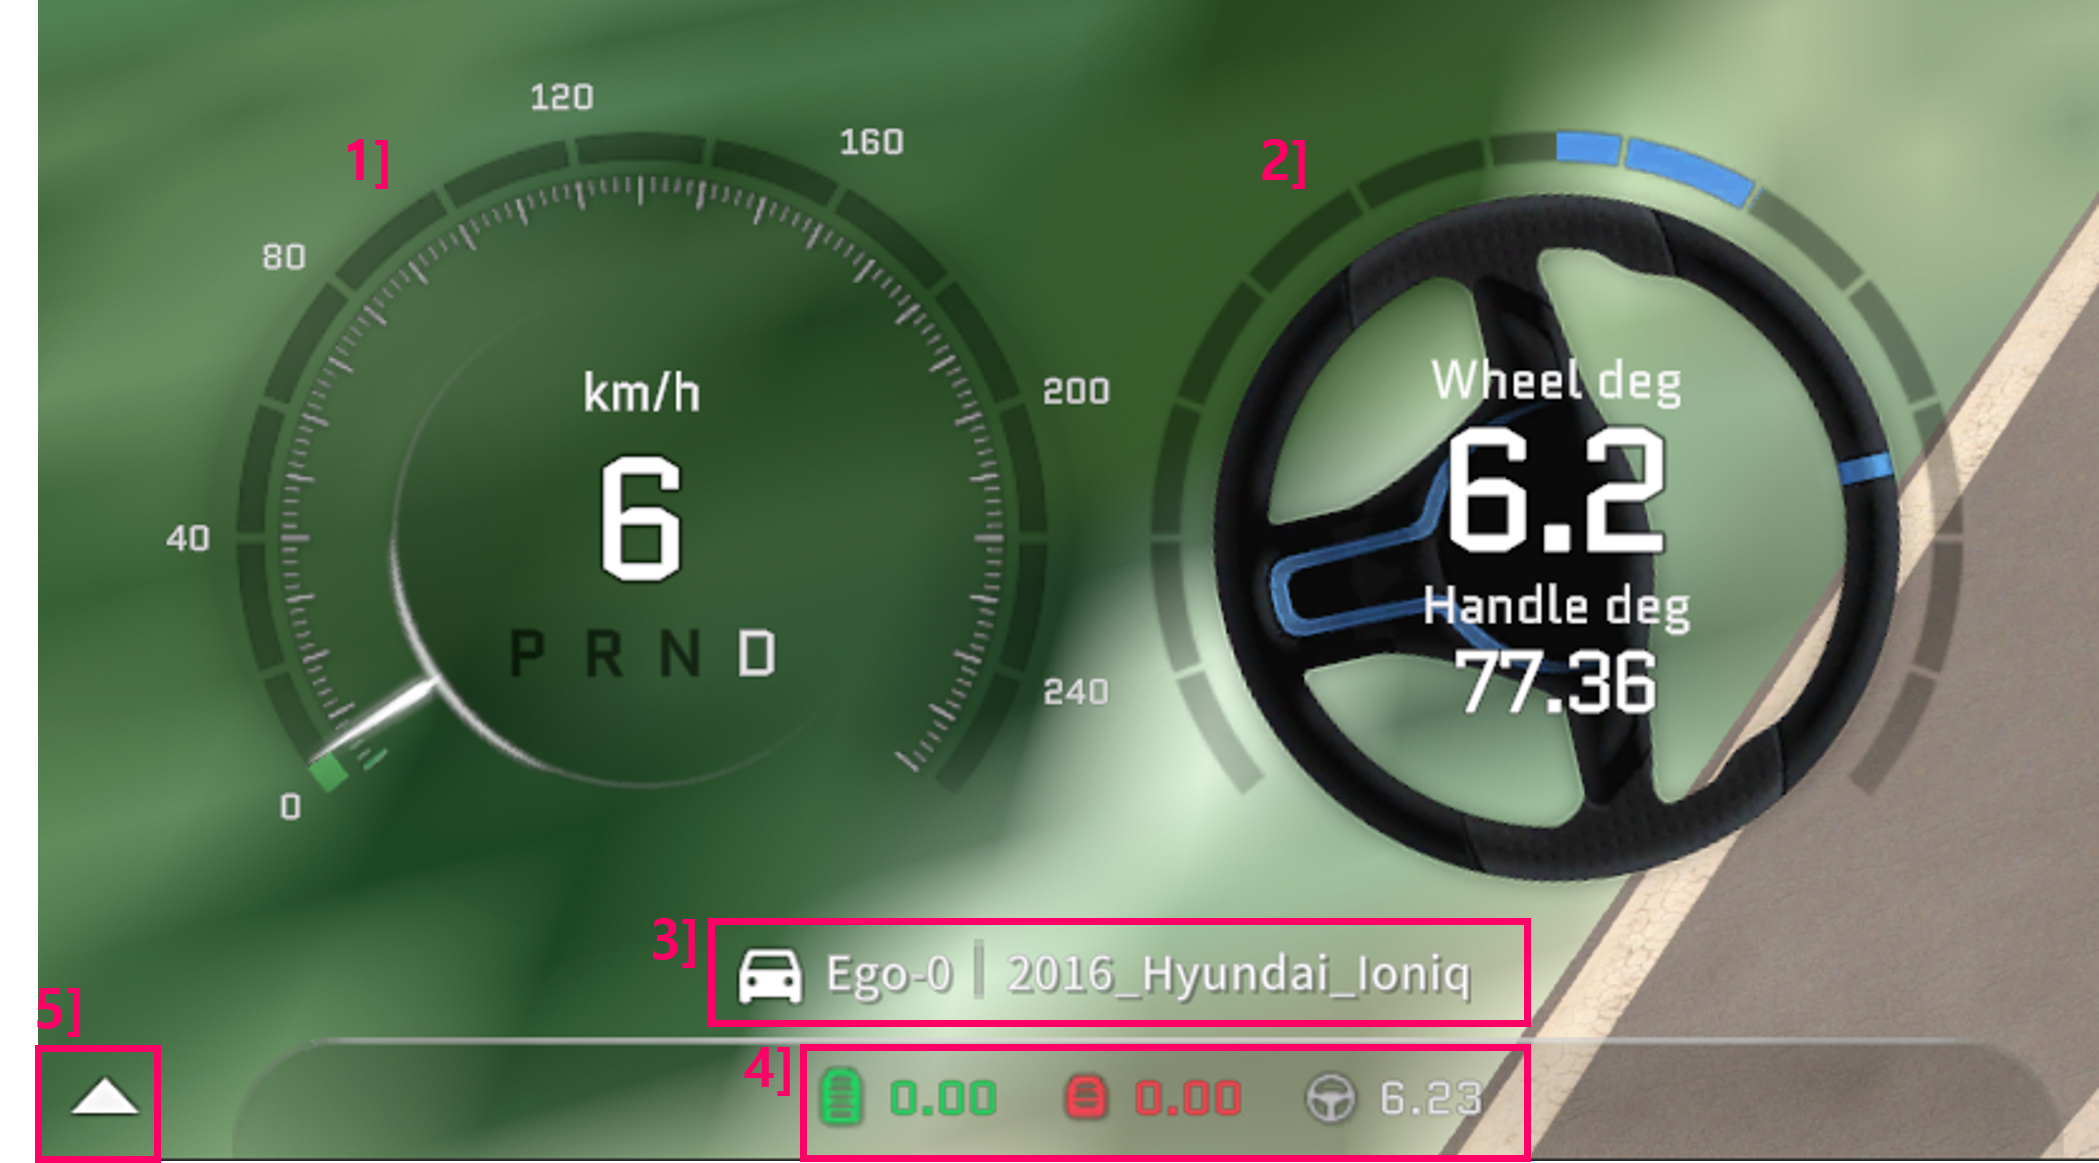 120
160
1]
2]
80
km/h
Wheel deg
200
6
6.2
40
Handle deg
P R N D
77.36
240
0
3]
Ego-0 | 2016_Hyundai_Ioniq
5]
4]
0.00 0.00 6.23